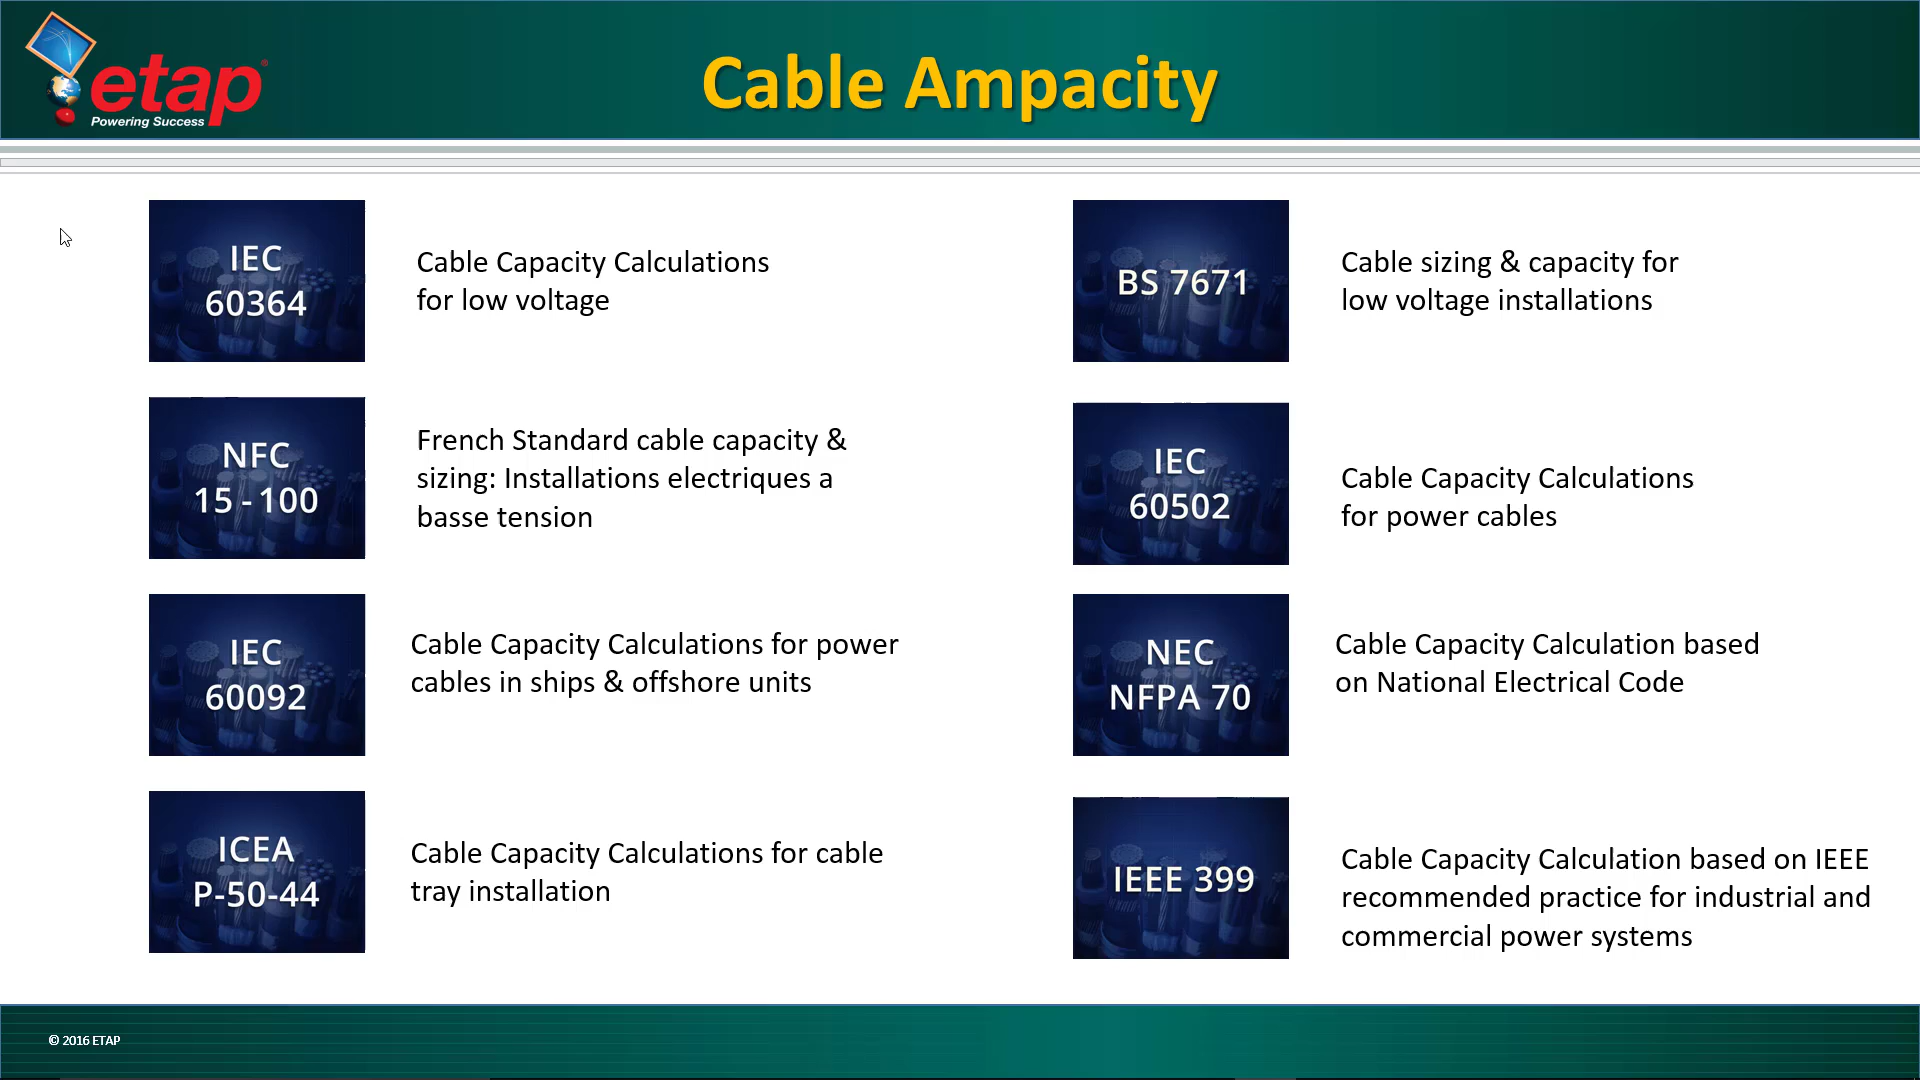 etap®
Powering Success
Cable Ampacity
IEC
60364
Cable Capacity Calculations
for low voltage
BS 7671
Cable sizing & capacity for
low voltage installations
NFC
15 - 100
French Standard cable capacity &
sizing: Installations electriques a
basse tension
IEC
60502
Cable Capacity Calculations
for power cables
IEC
60092
Cable Capacity Calculations for power
cables in ships & offshore units
NEC
NFPA 70
Cable Capacity Calculation based
on National Electrical Code
ICEA
P-50-44
Cable Capacity Calculations for cable
tray installation
IEEE 399
Cable Capacity Calculation based on IEEE
recommended practice for industrial and
commercial power systems
© 2016 ETAP